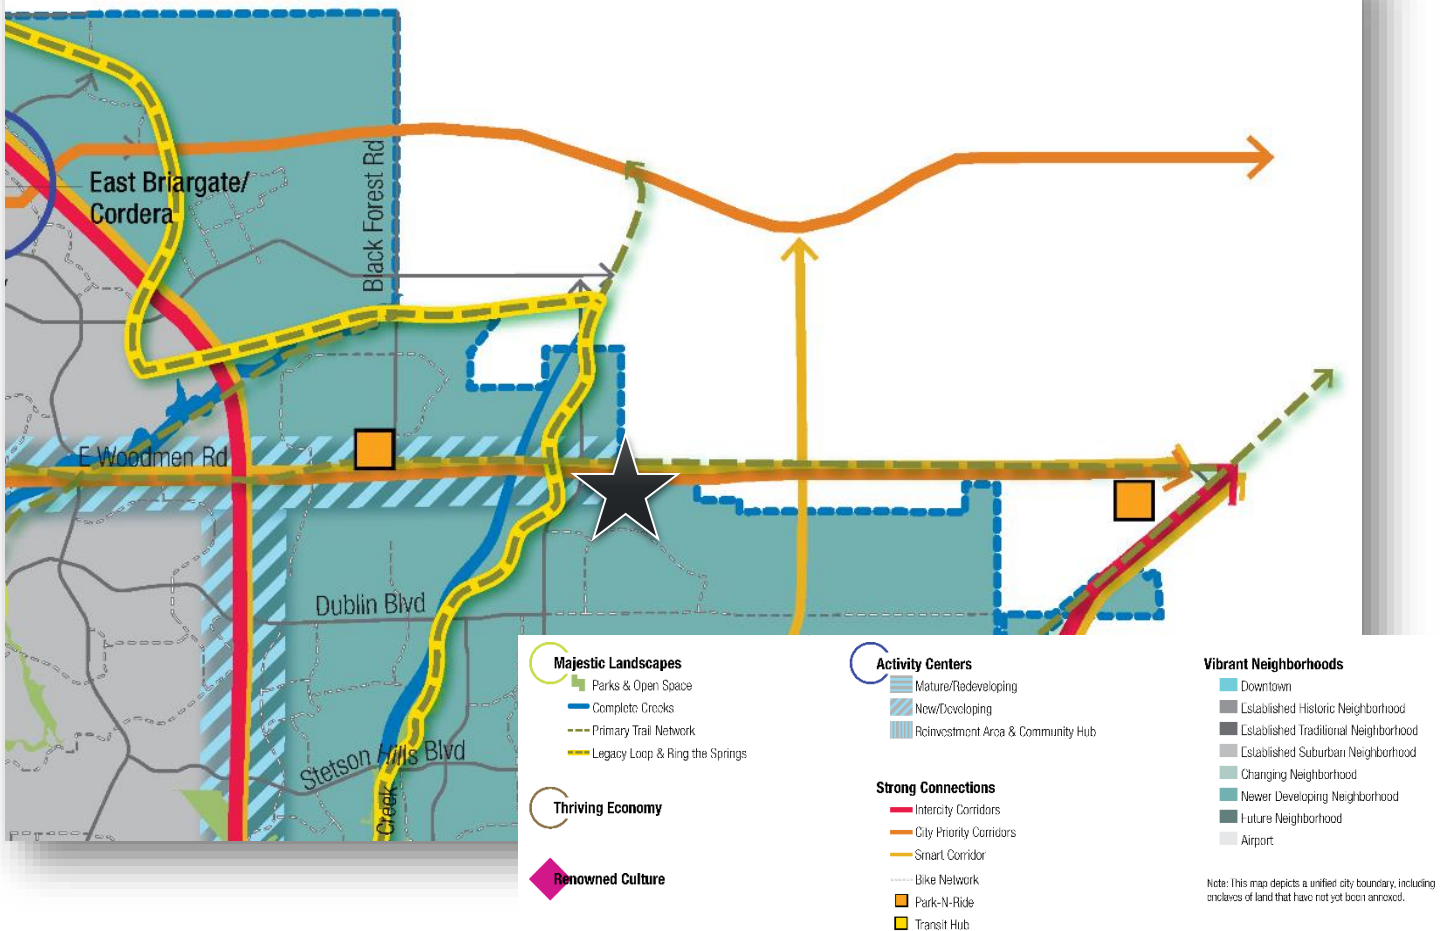 East Briargate/
Cordera
Black Forest Rd
E Woodmen Rd
Dublin Blvd
Stetson Hills Blvd
Creek
Majestic Landscapes
Parks & Open Space
Complete Creeks
Primary Trail Network
Legacy Loop & Ring the Springs
Thriving Economy
Renowned Culture
Activity Centers
Mature/Redeveloping
New/Developing
Reinvestment Area & Community Hub
Strong Connections
Intercity Corridors
City Priority Corridors
Smart Corridor
Bike Network
Park-N-Ride
Transit Hub
Vibrant Neighborhoods
Downtown
Established Historic Neighborhood
Established Traditional Neighborhood
Established Suburban Neighborhood
Changing Neighborhood
Newer Developing Neighborhood
Future Neighborhood
Airport
Note: This map depicts a unified city boundary, including
enclaves of land that have not yet been annexed.